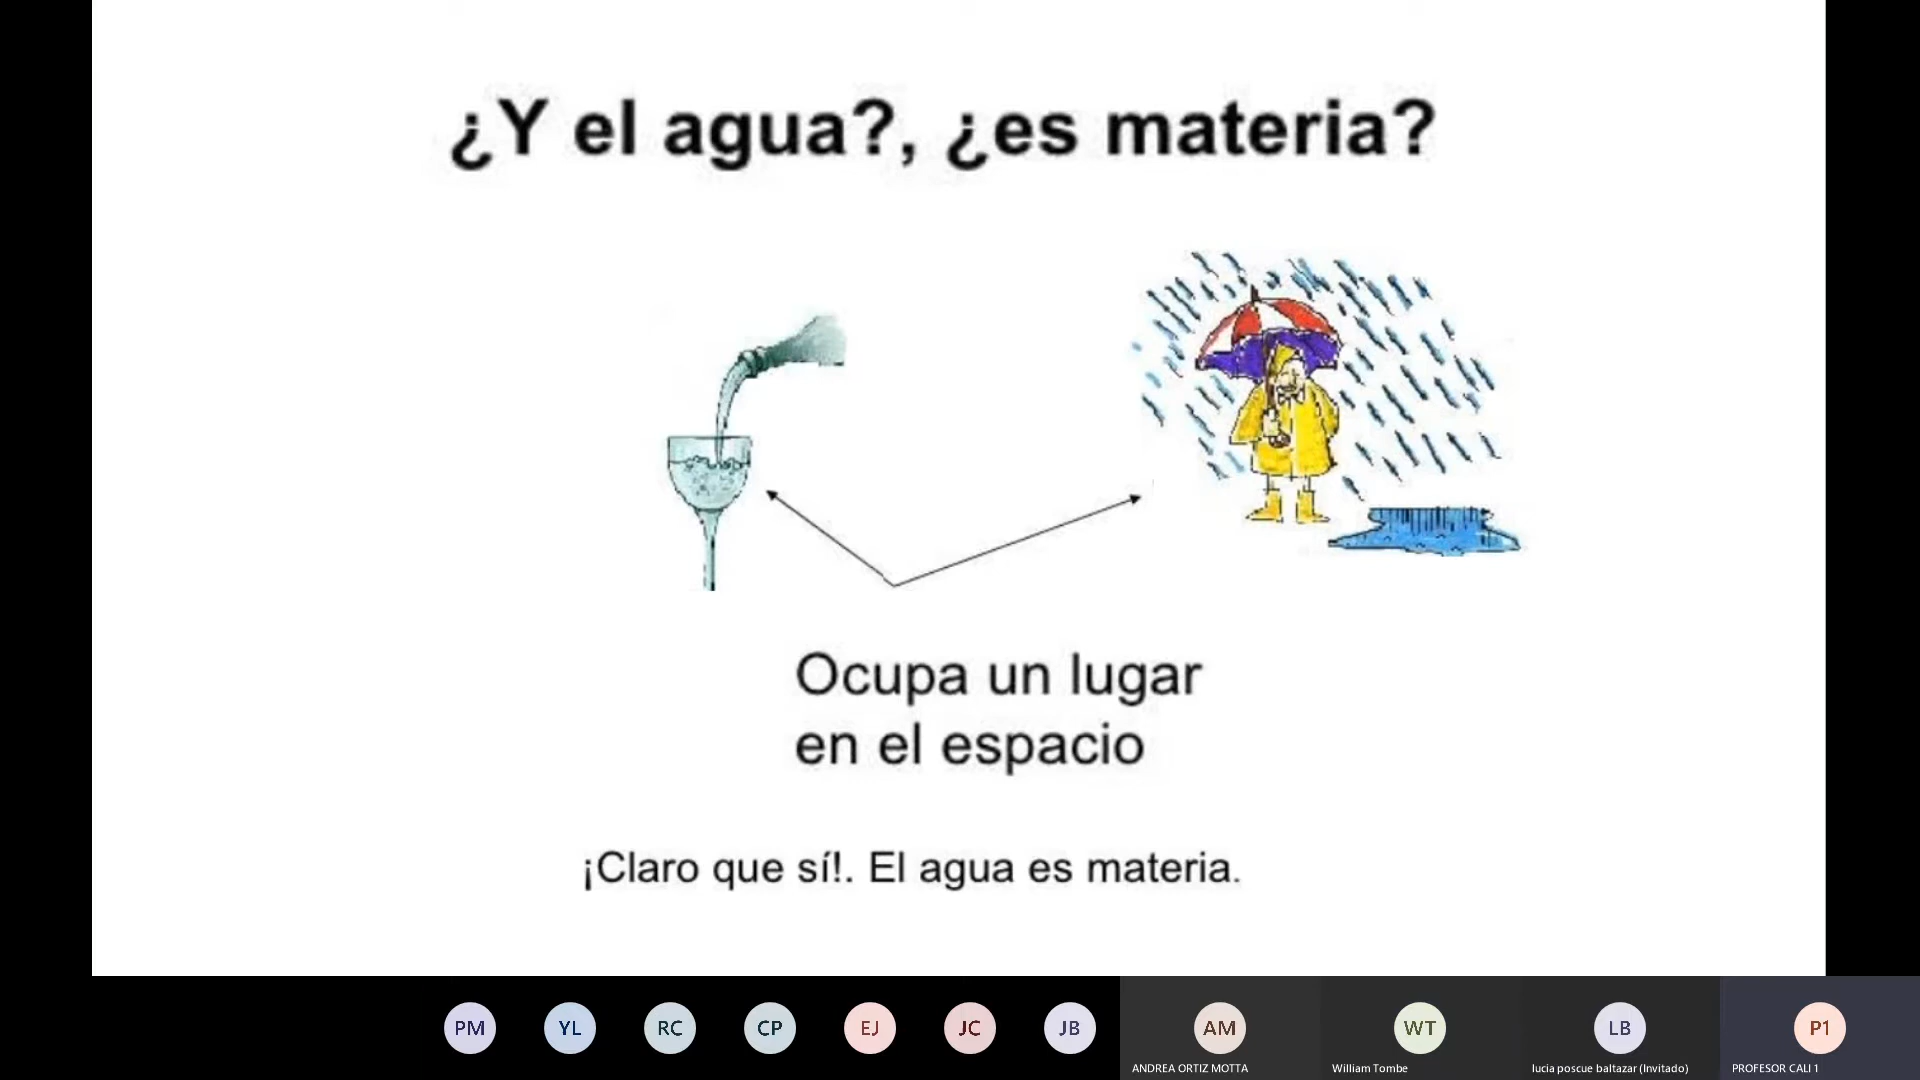 ¿Y el agua?, ¿es materia?
Ocupa un lugar
en el espacio
¡Claro que sí!. El agua es materia.
PM YL RC CP EJ JC JB AM WT LB P1
ANDREA ORTIZ MOTTA William Tombe lucia poscue baltazar (Invitado) PROFESOR CALI 1